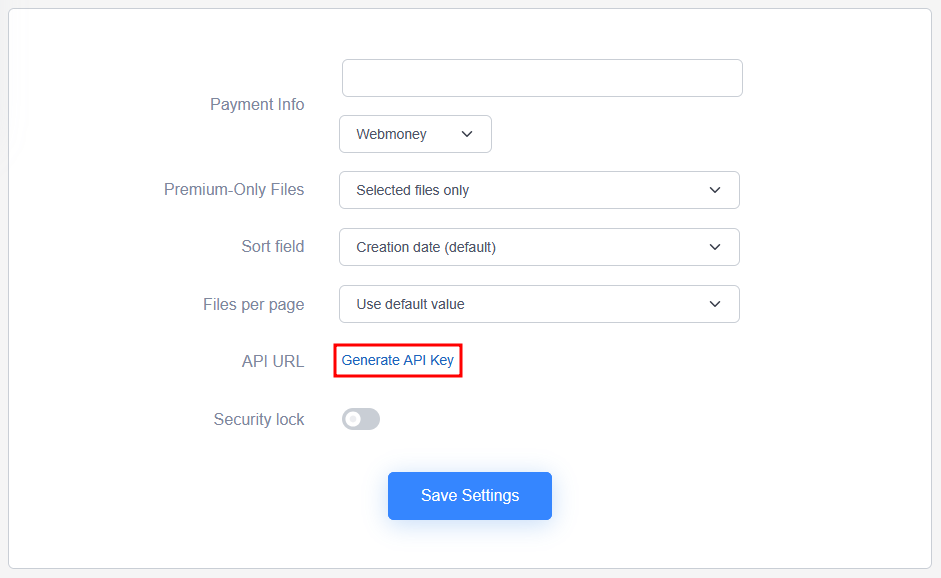 Payment Info
Webmoney
Premium-Only Files Selected files only
Sort field Creation date (default)
Files per page Use default value
API URL Generate API Key
Security lock
Save Settings